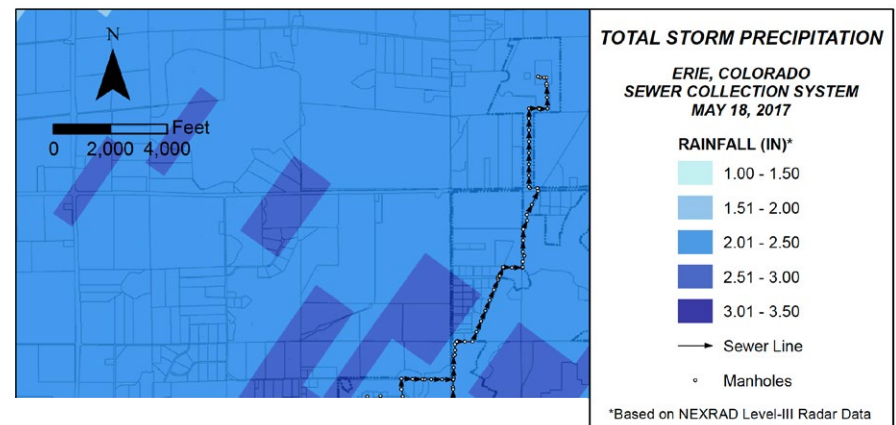 N
Feet
0 2,000 4,000
TOTAL STORM PRECIPITATION
ERIE, COLORADO
SEWER COLLECTION SYSTEM
MAY 18, 2017
RAINFALL (IN)*
1.00 - 1.50
1.51 - 2.00
2.01 - 2.50
2.51 - 3.00
3.01 - 3.50
Sewer Line
Manholes
*Based on NEXRAD Level-III Radar Data